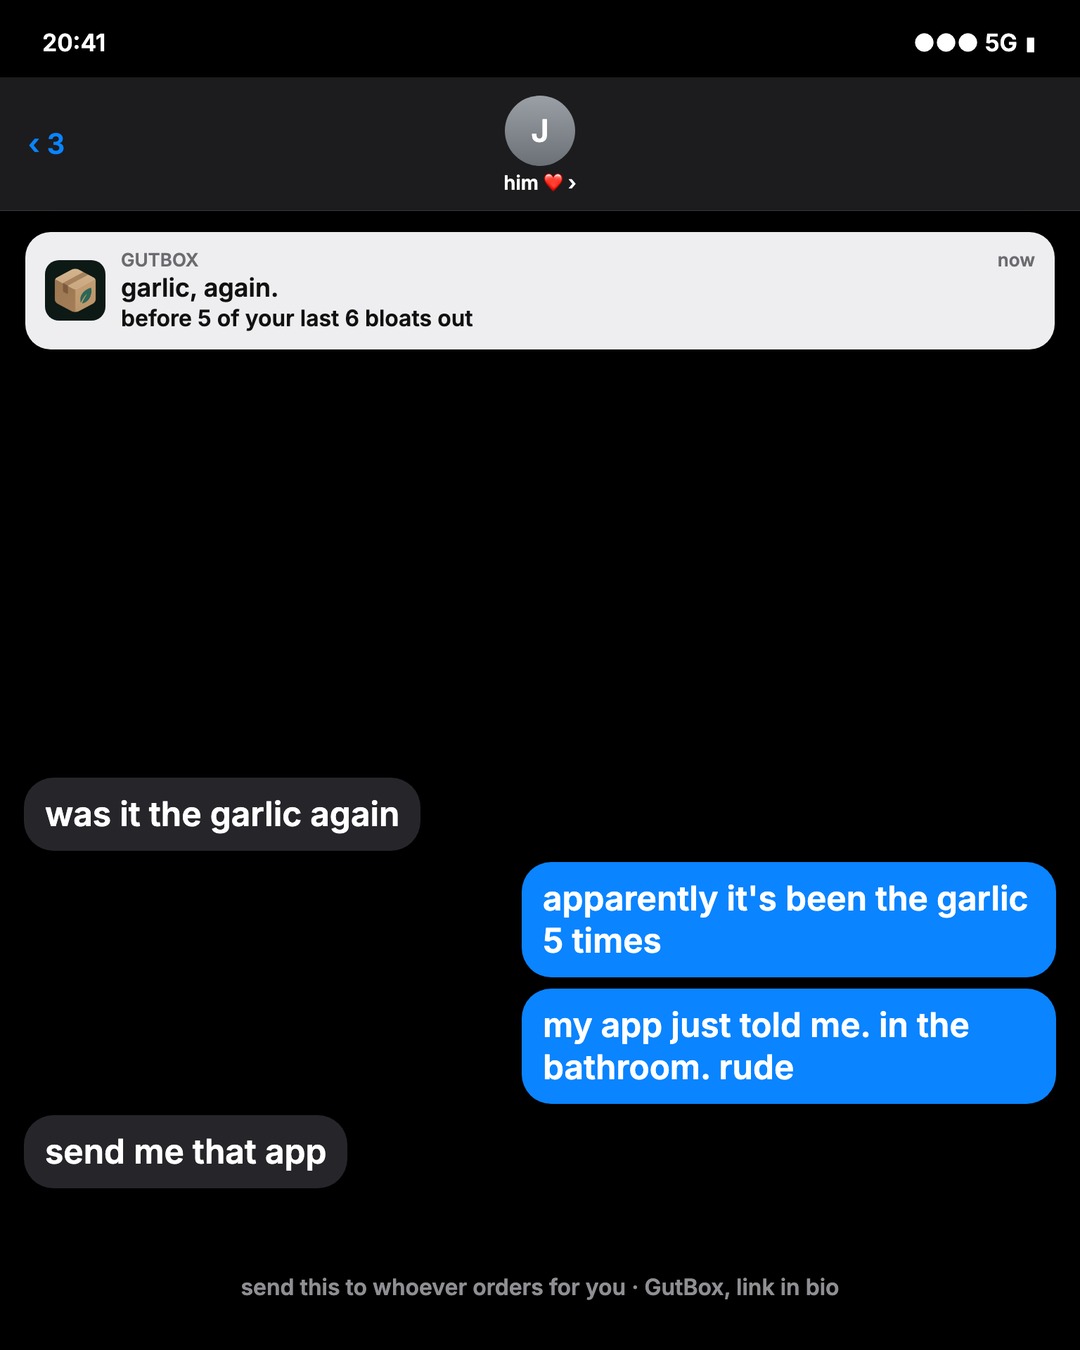 20:41
5G
‹ 3
J
him ❤️ ›
GUTBOX
now
garlic, again.
before 5 of your last 6 bloats out
was it the garlic again
apparently it's been the garlic
5 times
my app just told me. in the
bathroom. rude
send me that app
send this to whoever orders for you · GutBox, link in bio